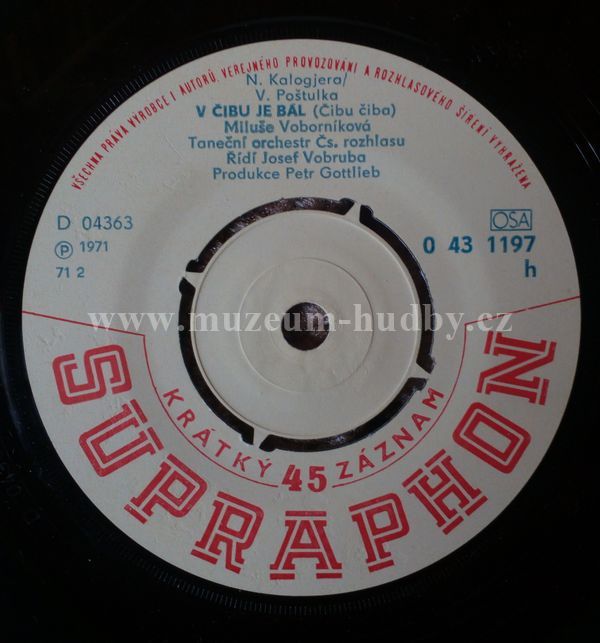 VŠECHNA PRÁVA VÝROBCE I AUTORŮ, VEŘEJNÉHO PROVOZOVÁNÍ A ROZHLASOVÉHO ŠÍŘENÍ VYHRAŽENA
N. Kalogjera/
V. Poštulka
V ČIBU JE BÁL (Čibu čiba)
Miluše Voborníková
Taneční orchestr Čs. rozhlasu
Řídí Josef Vobruba
Produkce Petr Gottlieb
D 04363
Ⓟ 1971
71 2
OSA
0 43 1197
h
www.muzeum-hudby.cz
KRÁTKÝ 45 ZÁZNAM
SUPRAPHON